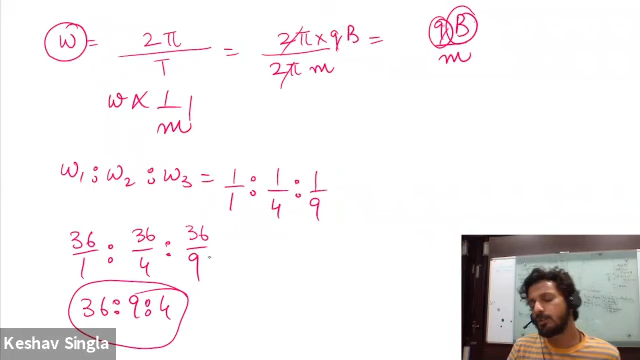 ω = 2π / T = 2π × qB / 2π m = qB / m
ω ∝ 1 / m
ω1 : ω2 : ω3 = 1/1 : 1/4 : 1/9
36/1 : 36/4 : 36/9
36 : 9 : 4
Keshav Singla